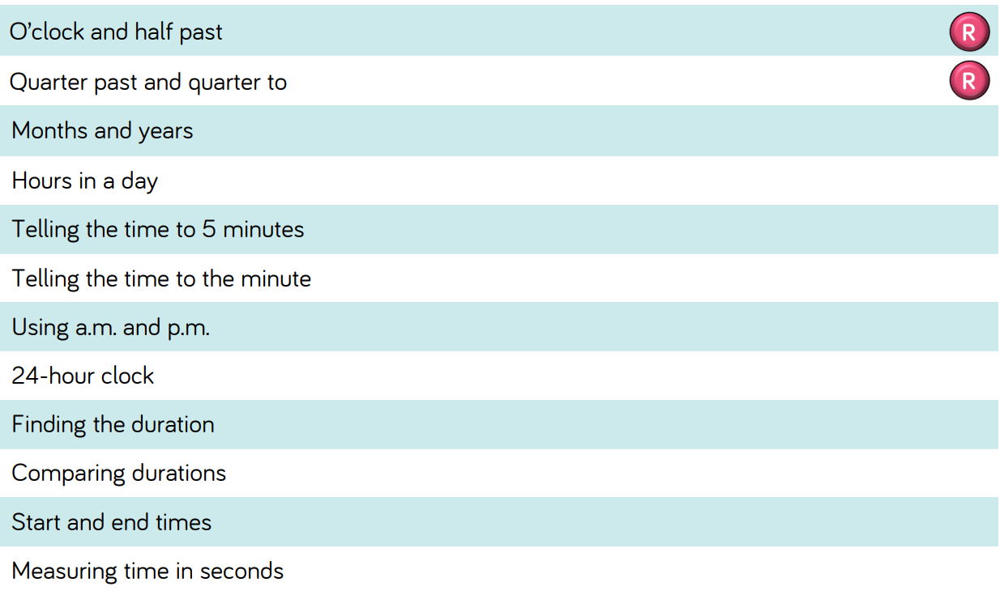 O'clock and half past R
Quarter past and quarter to R
Months and years
Hours in a day
Telling the time to 5 minutes
Telling the time to the minute
Using a.m. and p.m.
24-hour clock
Finding the duration
Comparing durations
Start and end times
Measuring time in seconds